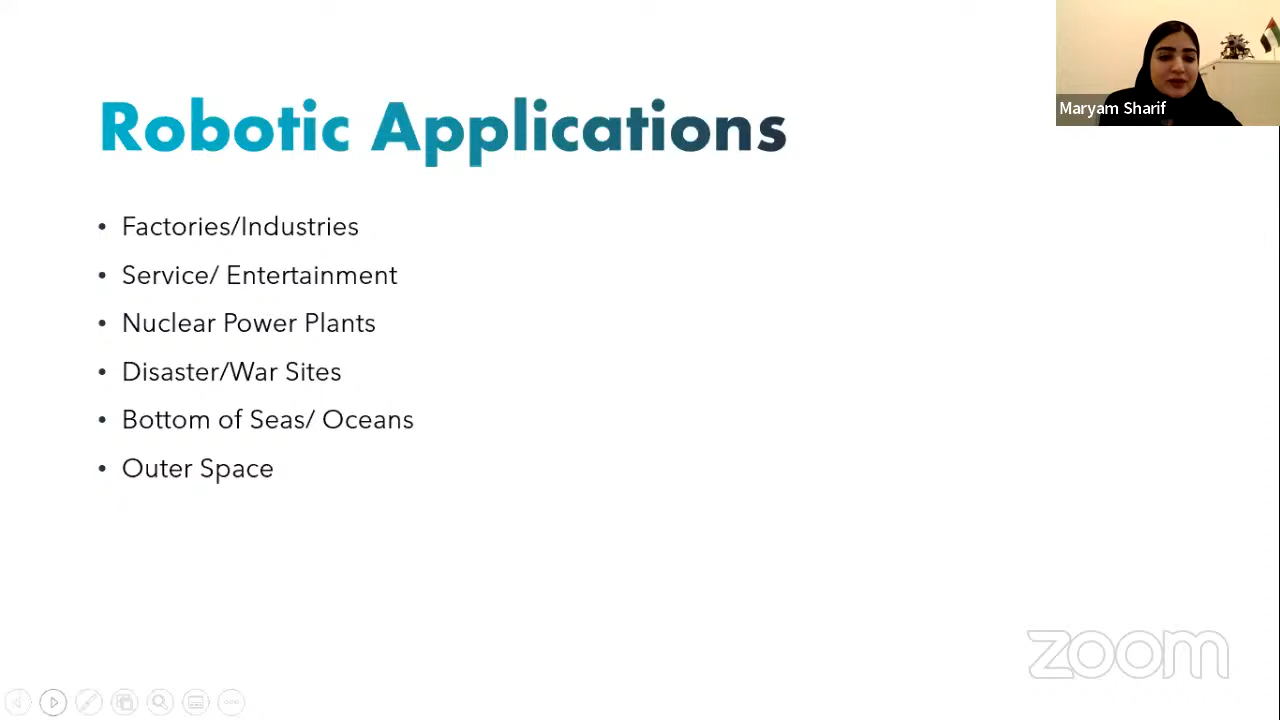 Robotic Applications
• Factories/Industries
• Service/ Entertainment
• Nuclear Power Plants
• Disaster/War Sites
• Bottom of Seas/ Oceans
• Outer Space
Maryam Sharif
zoom